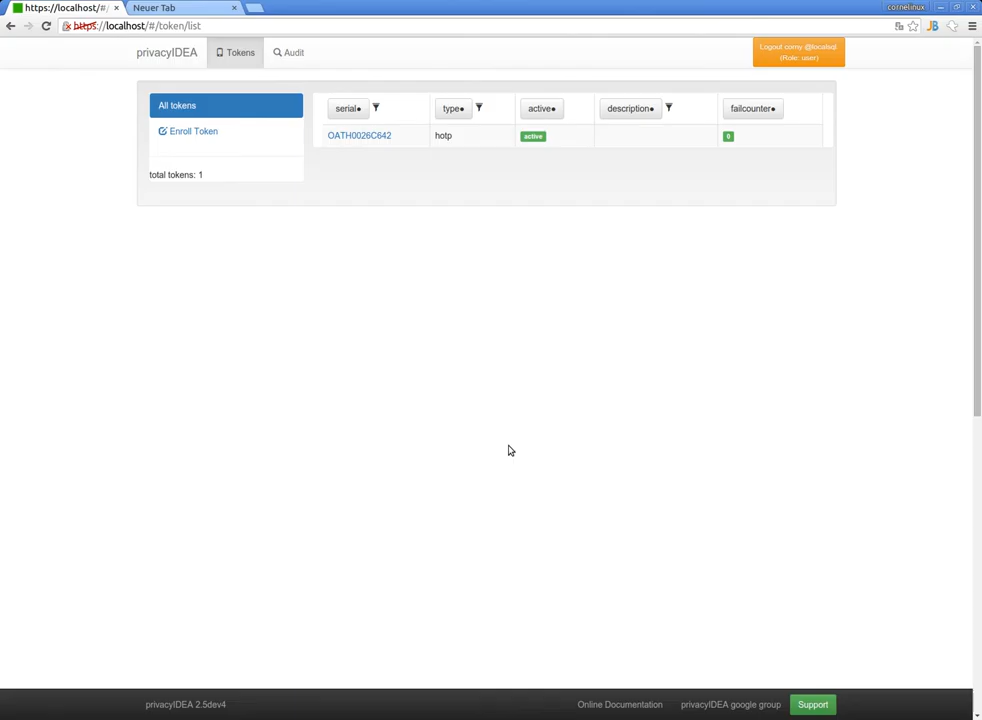 https://localhost/#/
Neuer Tab
cornelinux
https://localhost/#/token/list
JB
privacyIDEA
Tokens
Audit
Logout corny @localsql
(Role: user)
All tokens
Enroll Token
total tokens: 1
serial
type
active
description
failcounter
OATH0026C642
hotp
active
0
privacyIDEA 2.5dev4
Online Documentation
privacyIDEA google group
Support